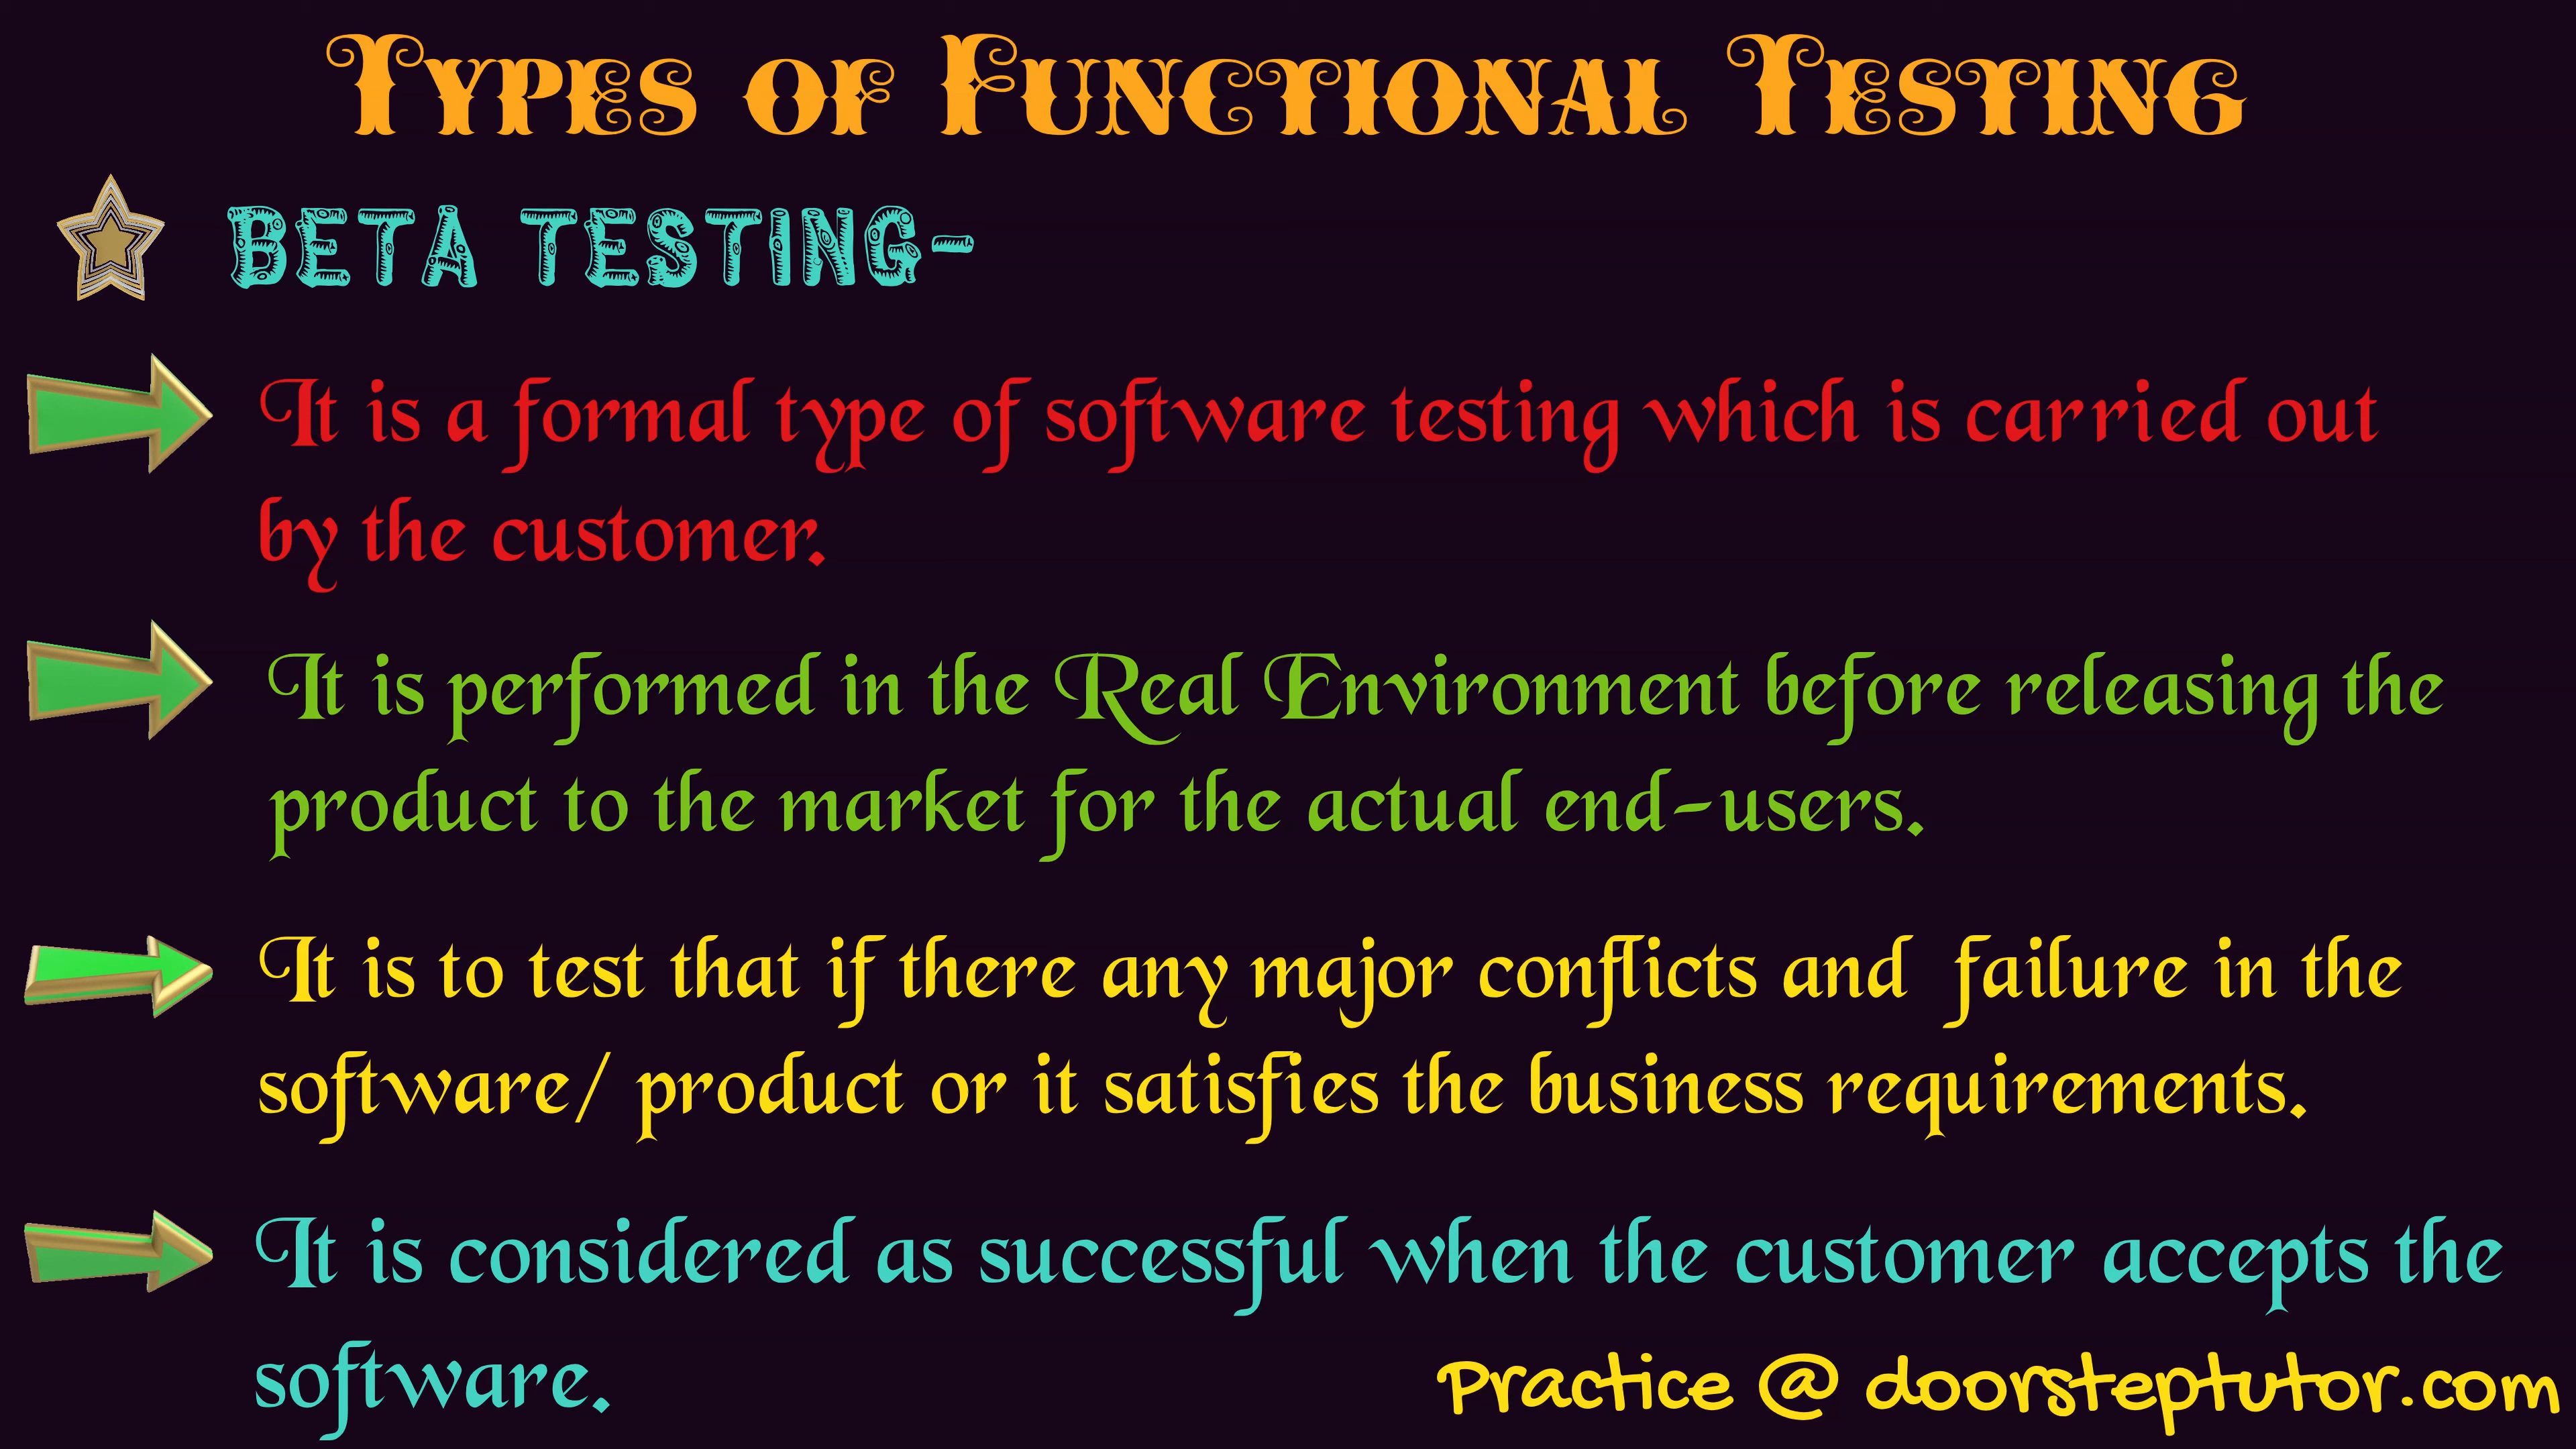 Types of Functional Testing
BETA TESTING-
It is a formal type of software testing which is carried out
by the customer.
It is performed in the Real Environment before releasing the
product to the market for the actual end-users.
It is to test that if there any major conflicts and failure in the
software/ product or it satisfies the business requirements.
It is considered as successful when the customer accepts the
software.
Practice @ doorsteptutor.com